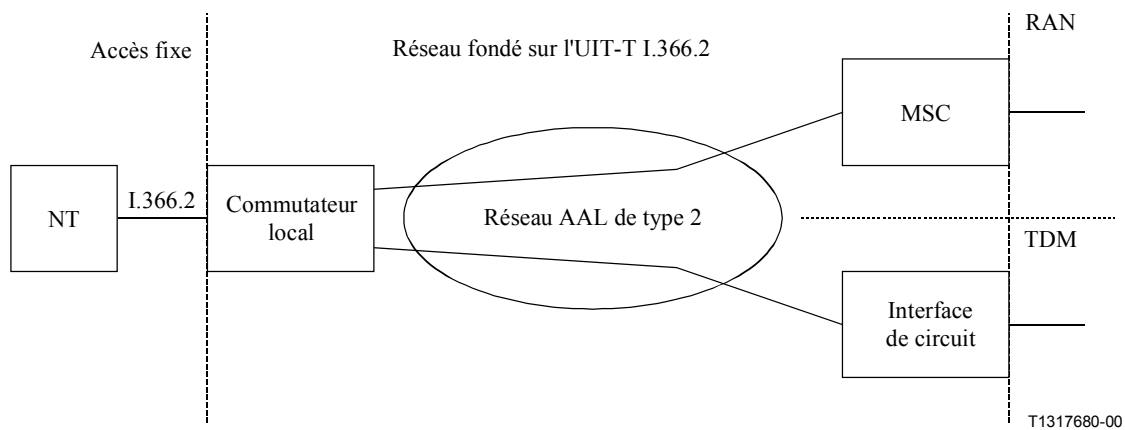 RAN
Accès fixe
Réseau fondé sur l'UIT-T I.366.2
MSC
I.366.2
NT
Commutateur
local
Réseau AAL de type 2
TDM
Interface
de circuit
T1317680-00